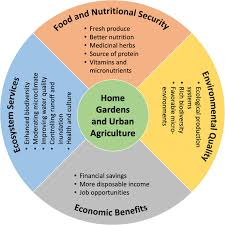 Food and Nutritional Security
• Fresh produce
• Better nutrition
• Medicinal herbs
• Source of protein
• Vitamins and
micronutrients
Ecosystem Services
• Enhanced biodiversity
• Moderating microclimate
• Improving water quality
• Controlling runoff and
inundation
• Health and culture
Home
Gardens
and Urban
Agriculture
Environmental Quality
• Ecological production
systems
• Rich biodiversity
• Favorable micro-
environments
• Financial savings
• More disposable income
• Job opportunities
Economic Benefits